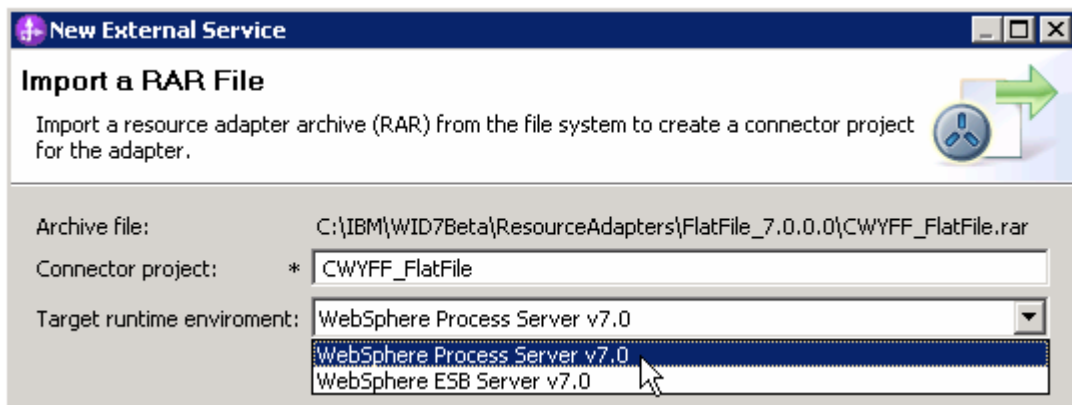 New External Service
Import a RAR File
Import a resource adapter archive (RAR) from the file system to create a connector project
for the adapter.
Archive file: C:\IBM\WID7Beta\ResourceAdapters\FlatFile_7.0.0.0\CWYFF_FlatFile.rar
Connector project: * CWYFF_FlatFile
Target runtime enviroment: WebSphere Process Server v7.0
WebSphere Process Server v7.0
WebSphere ESB Server v7.0